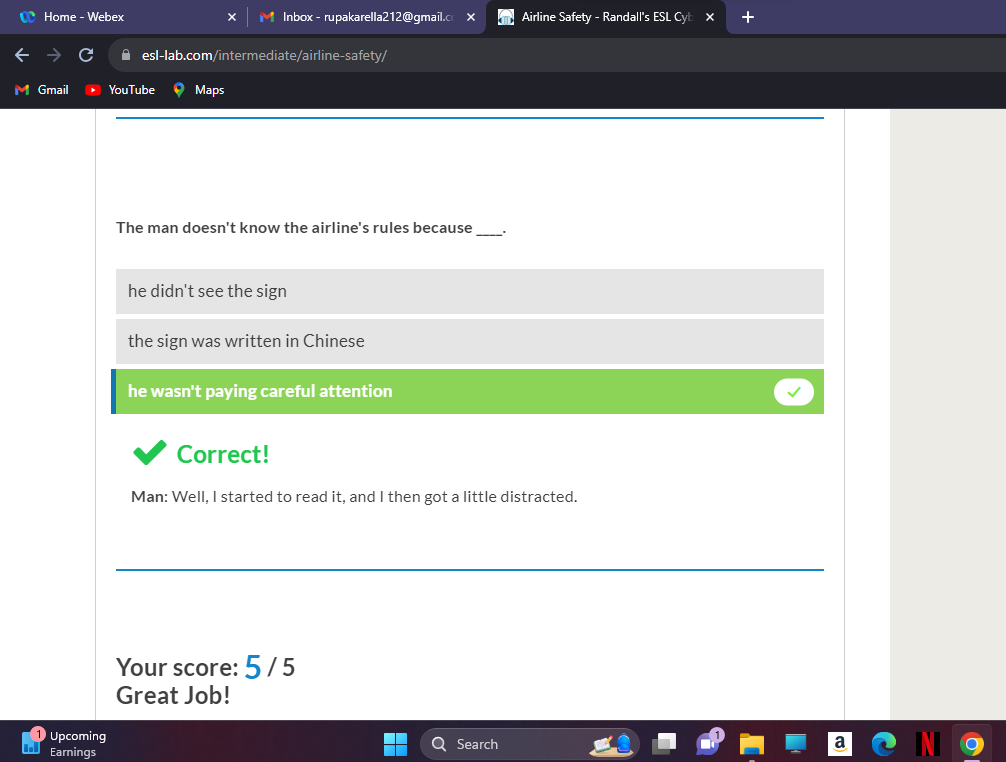 Home - Webex
Inbox - rupakarella212@gmail.c
Airline Safety - Randall's ESL Cyb
esl-lab.com/intermediate/airline-safety/
Gmail
YouTube
Maps
The man doesn't know the airline's rules because ____.
he didn't see the sign
the sign was written in Chinese
he wasn't paying careful attention
Correct!
Man: Well, I started to read it, and I then got a little distracted.
Your score: 5 / 5
Great Job!
1
Upcoming
Earnings
Search
1
a
N